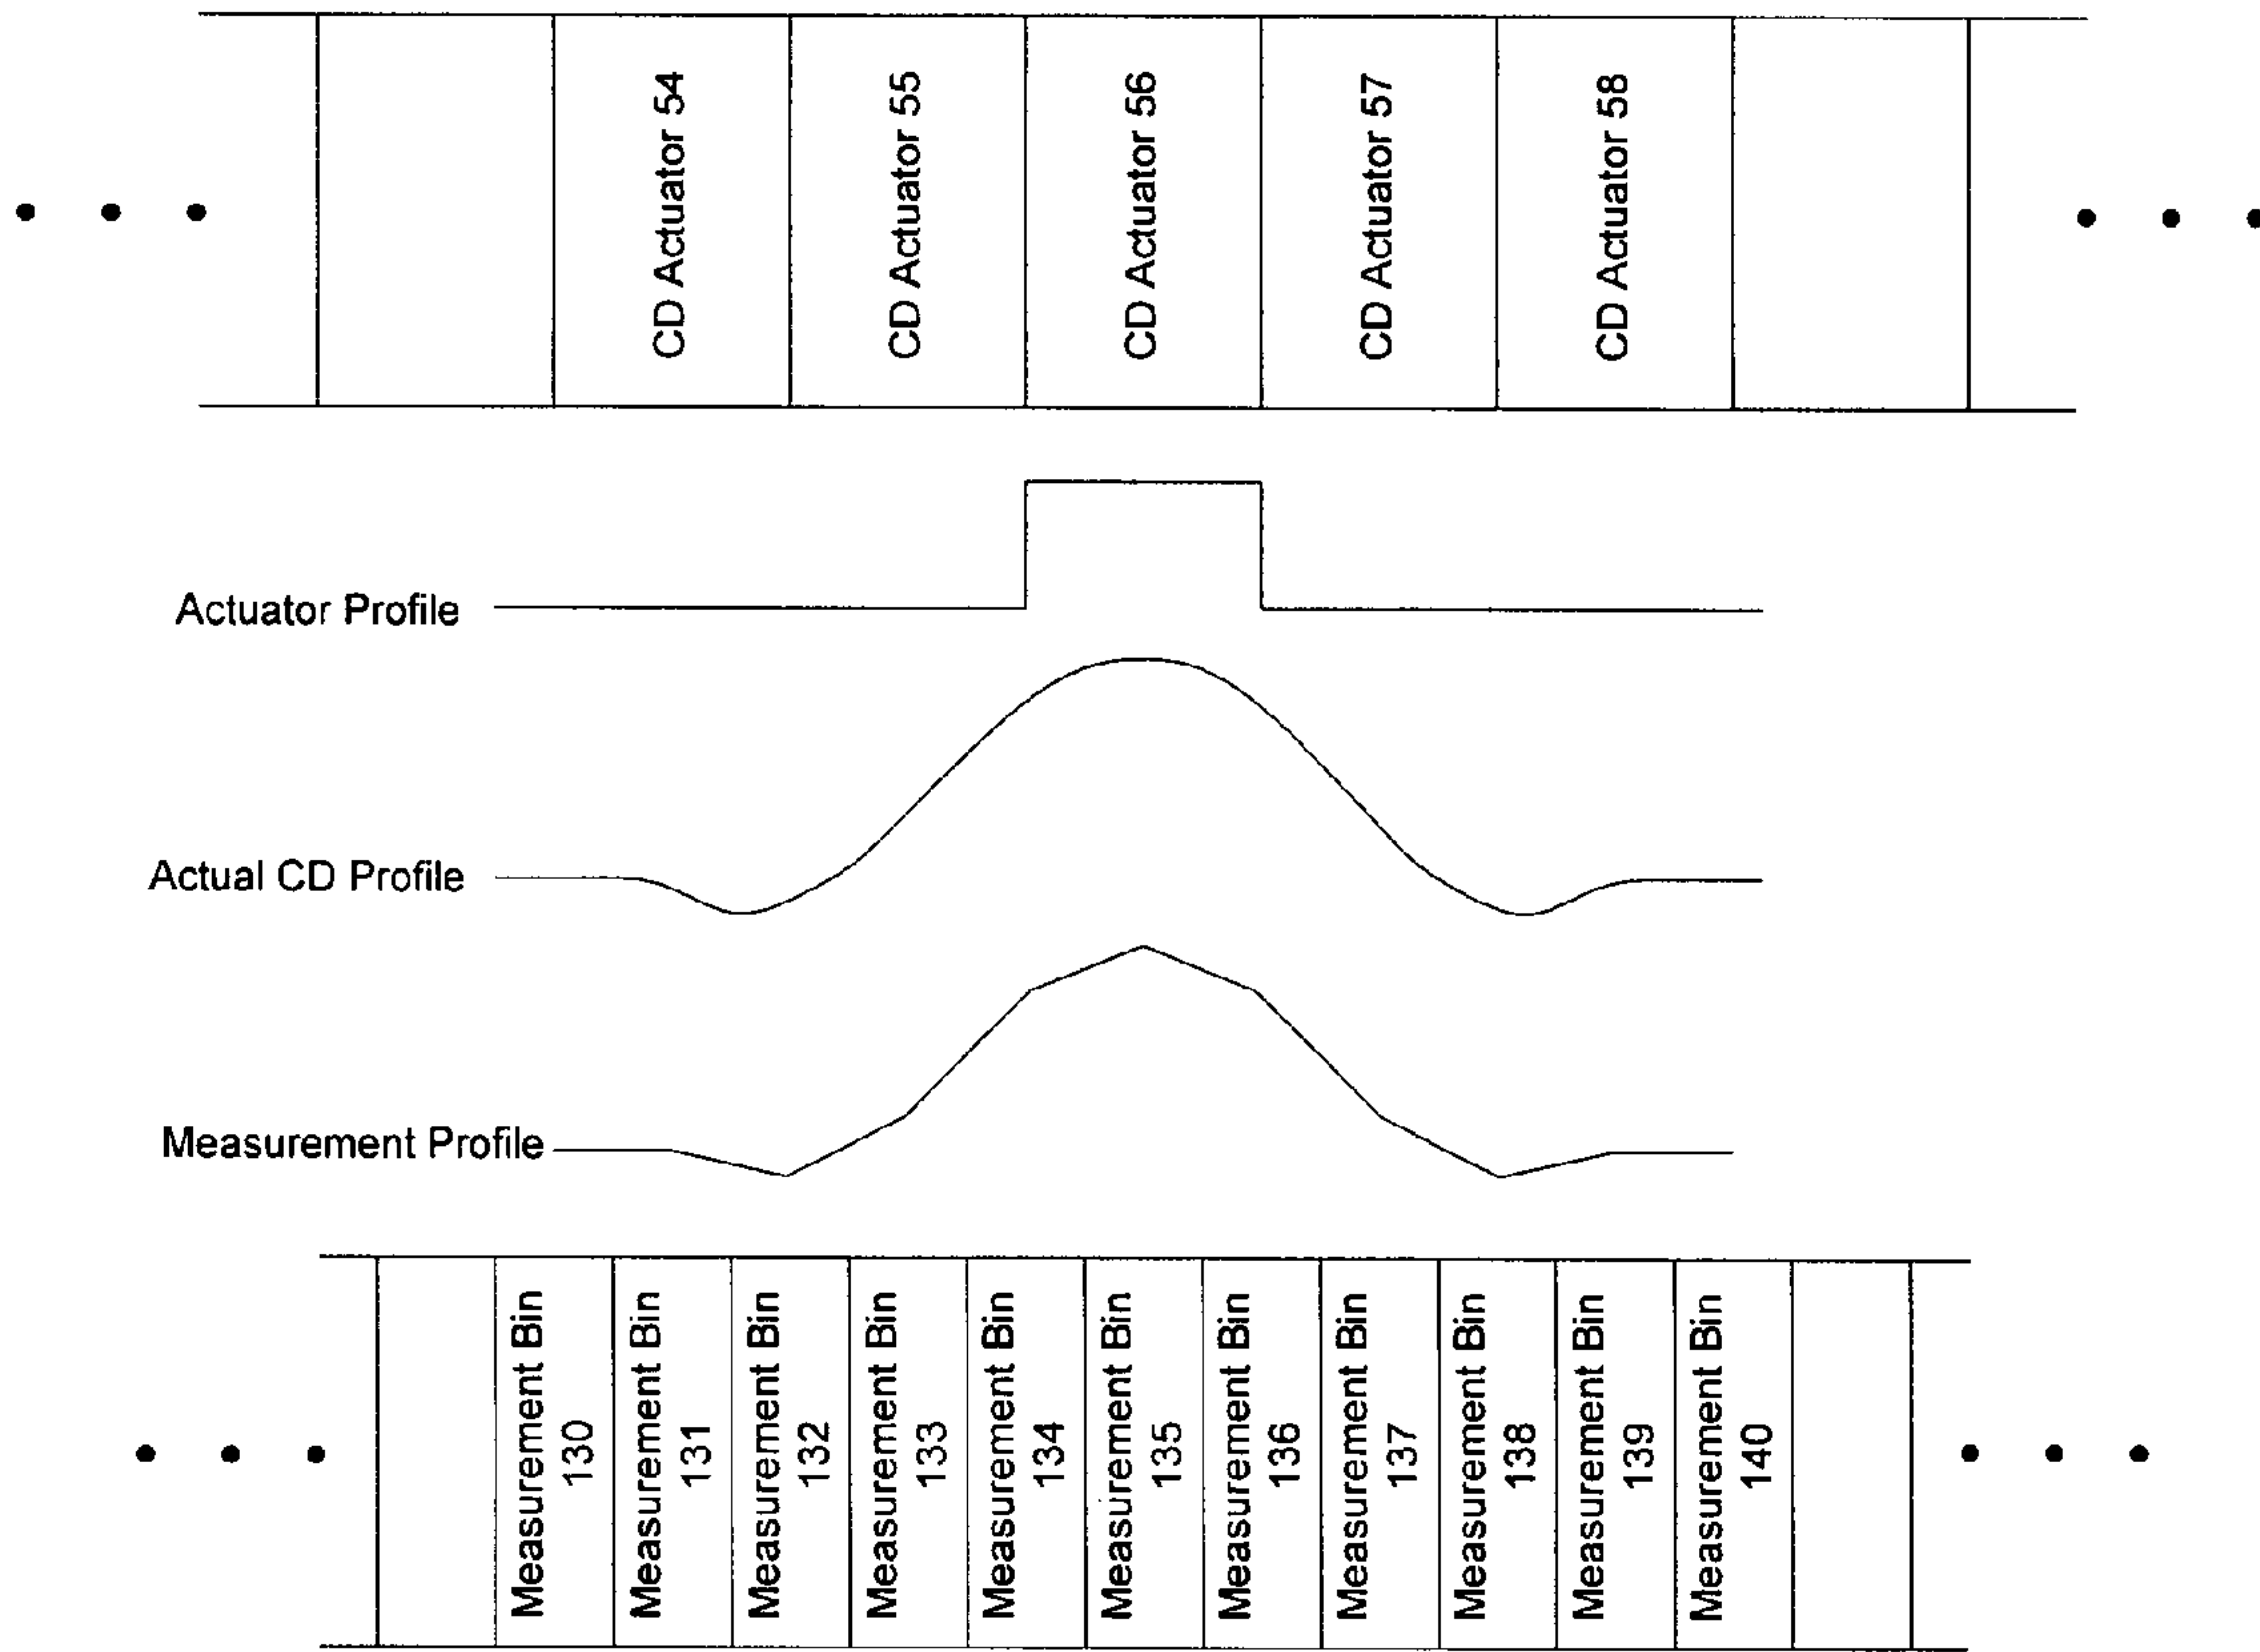 CD Actuator 54
CD Actuator 55
CD Actuator 56
CD Actuator 57
CD Actuator 58
Actuator Profile
Actual CD Profile
Measurement Profile
Measurement Bin
130
Measurement Bin
131
Measurement Bin
132
Measurement Bin
133
Measurement Bin
134
Measurement Bin
135
Measurement Bin
136
Measurement Bin
137
Measurement Bin
138
Measurement Bin
139
Measurement Bin
140